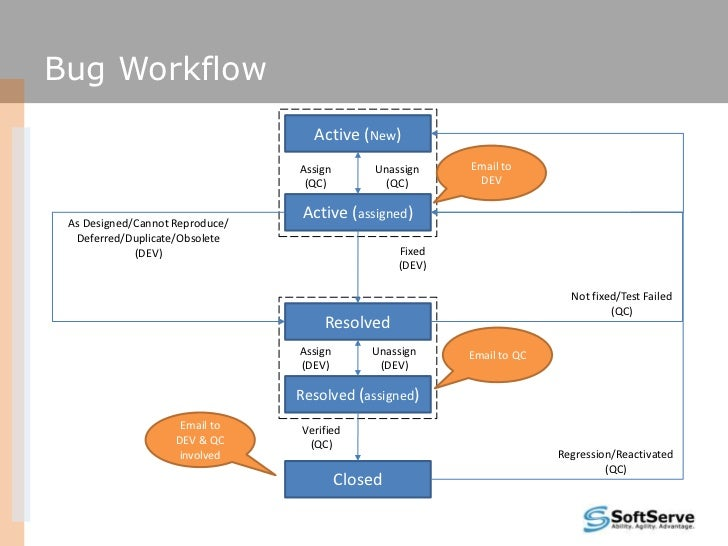 Bug Workflow
Active (New)
Assign
(QC)
Unassign
(QC)
Email to
DEV
Active (assigned)
As Designed/Cannot Reproduce/
Deferred/Duplicate/Obsolete
(DEV)
Fixed
(DEV)
Not fixed/Test Failed
(QC)
Resolved
Assign
(DEV)
Unassign
(DEV)
Email to QC
Resolved (assigned)
Email to
DEV & QC
involved
Verified
(QC)
Regression/Reactivated
(QC)
Closed
SoftServe
Ability. Agility. Advantage.